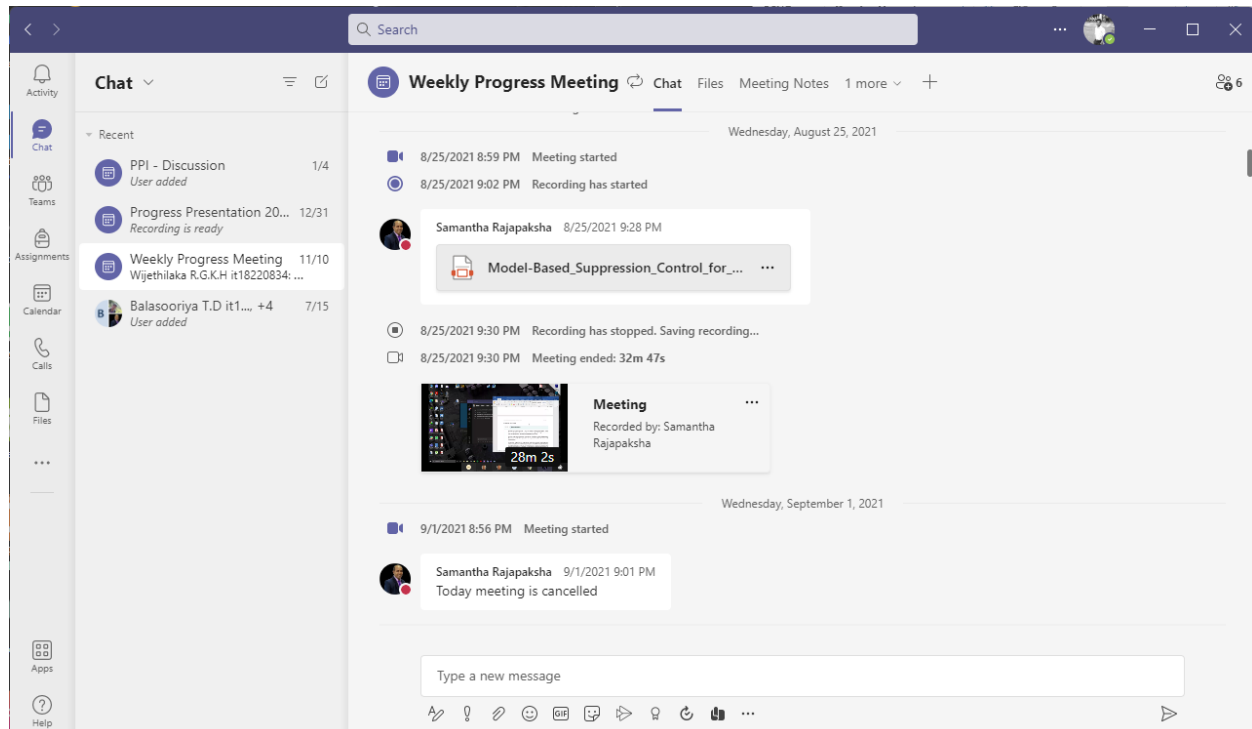 Search
Activity
Chat
Teams
Assignments
Calendar
Calls
Files
Apps
Help
Chat
Recent
PPI - Discussion 1/4
User added
Progress Presentation 20... 12/31
Recording is ready
Weekly Progress Meeting 11/10
Wijethilaka R.G.K.H it18220834: ...
Balasooriya T.D it1..., +4 7/15
B
User added
Weekly Progress Meeting Chat Files Meeting Notes 1 more 6
Wednesday, August 25, 2021
8/25/2021 8:59 PM Meeting started
8/25/2021 9:02 PM Recording has started
Samantha Rajapaksha 8/25/2021 9:28 PM
Model-Based_Suppression_Control_for_...
8/25/2021 9:30 PM Recording has stopped. Saving recording...
8/25/2021 9:30 PM Meeting ended: 32m 47s
Meeting
Recorded by: Samantha
Rajapaksha
28m 2s
Wednesday, September 1, 2021
9/1/2021 8:56 PM Meeting started
Samantha Rajapaksha 9/1/2021 9:01 PM
Today meeting is cancelled
Type a new message
GIF